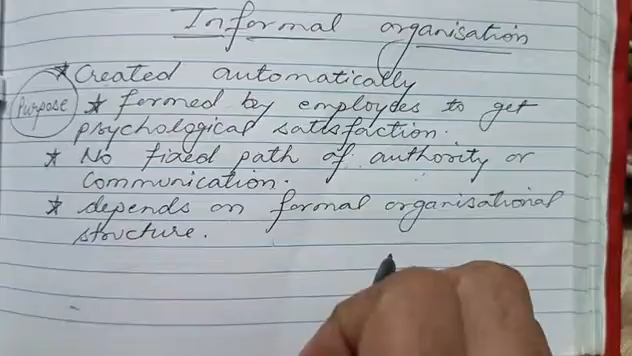 Informal organisation
* Created automatically
Purpose * formed by employees to get
psychological satisfaction.
* No fixed path of authority or
communication.
* depends on formal organisational
structure.